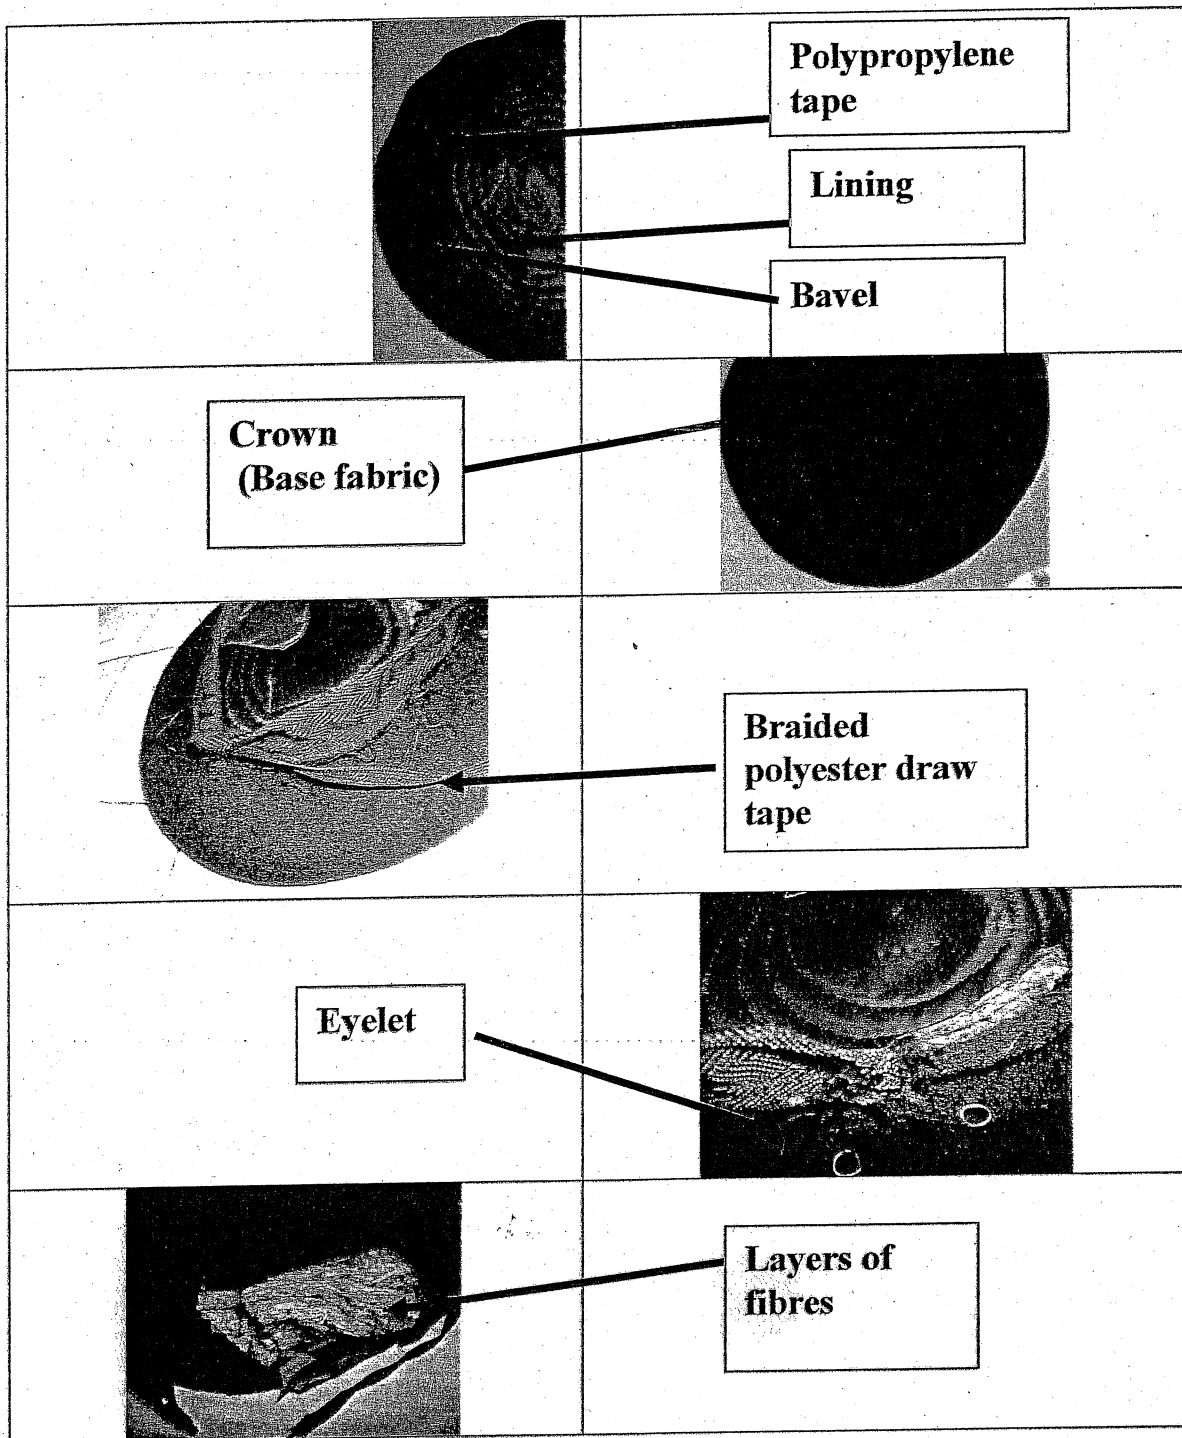 Polypropylene
tape
Lining
Bavel
Crown
(Base fabric)
Braided
polyester draw
tape
Eyelet
Layers of
fibres